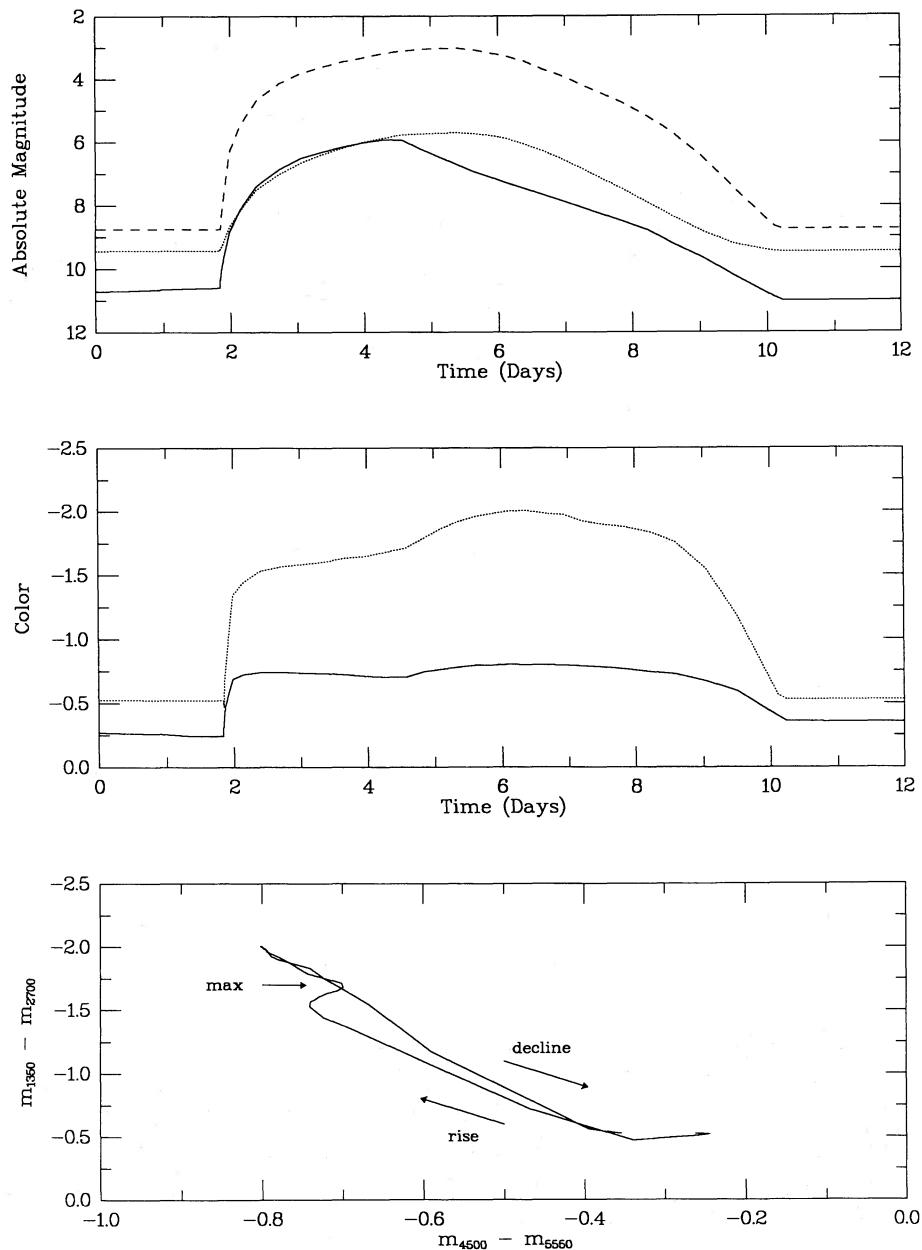 2
4
6
8
10
12
Absolute Magnitude
0 2 4 6 8 10 12
Time (Days)
−2.5
−2.0
−1.5
−1.0
−0.5
0.0
Color
0 2 4 6 8 10 12
Time (Days)
−2.5
−2.0
−1.5
−1.0
−0.5
0.0
m₁₃₅₀ − m₂₇₀₀
max
decline
rise
−1.0 −0.8 −0.6 −0.4 −0.2 0.0
m₄₅₀₀ − m₅₅₆₀